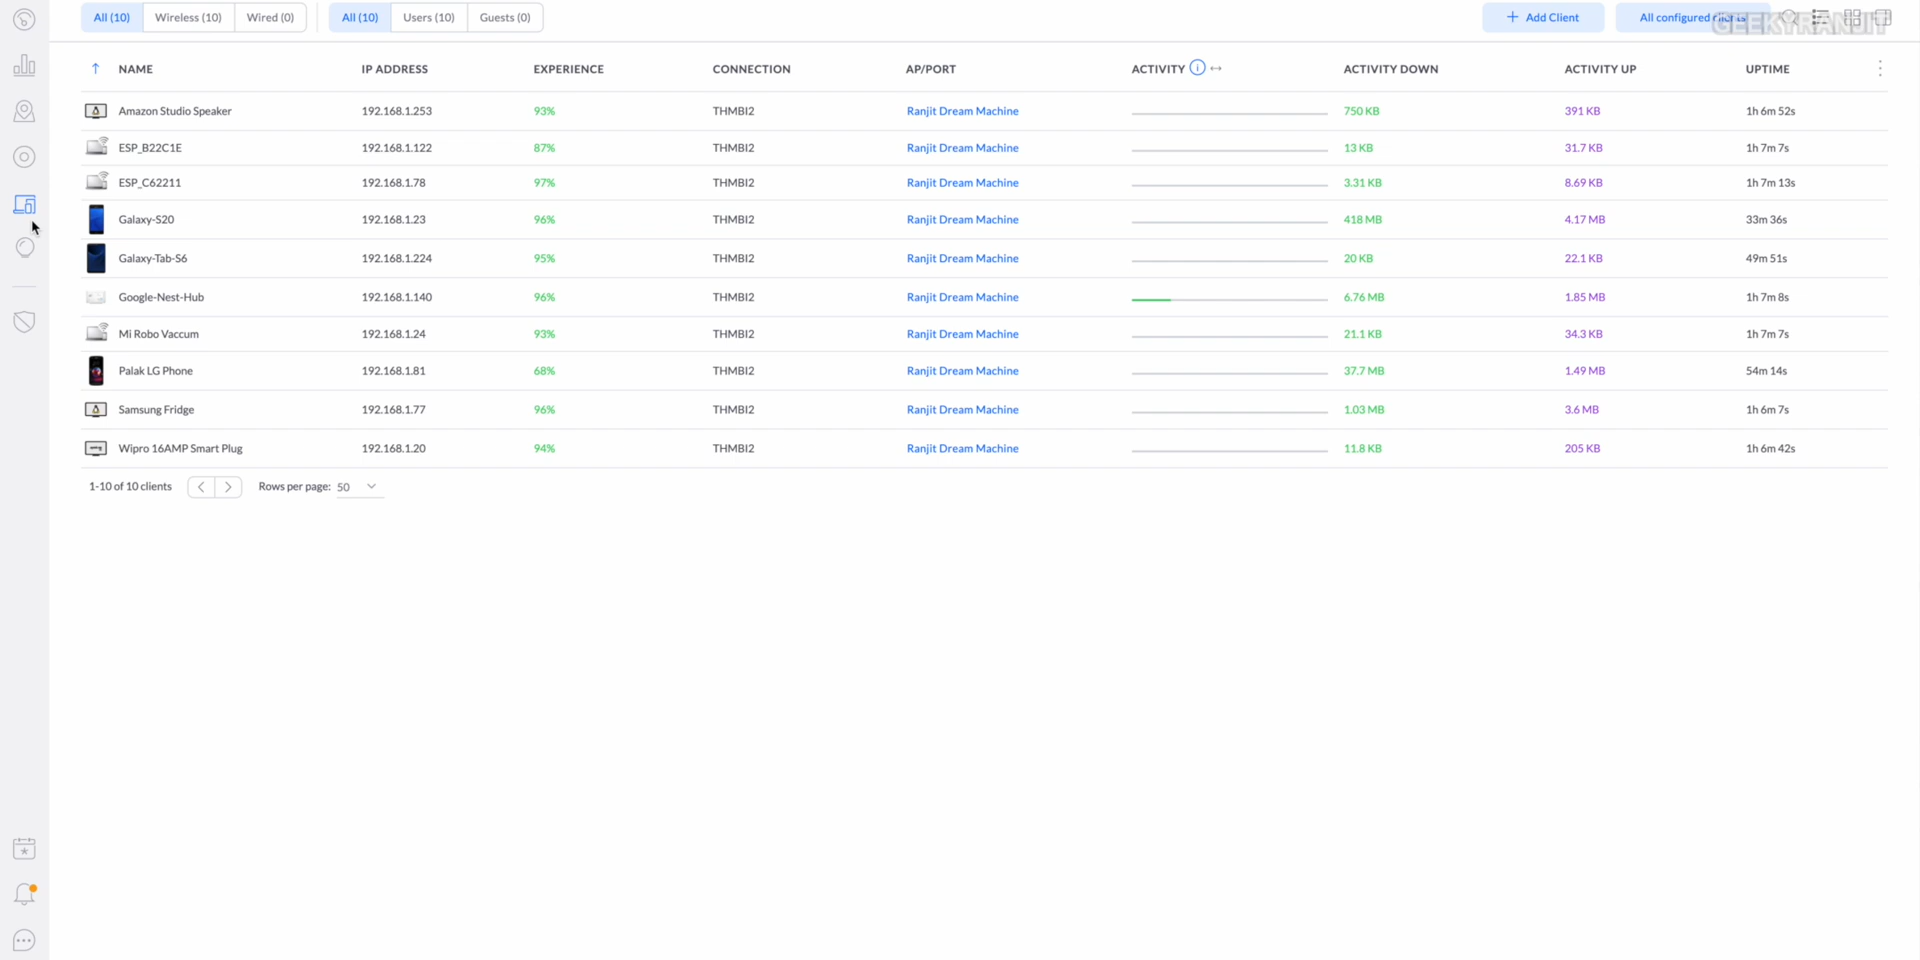 All (10) Wireless (10) Wired (0) All (10) Users (10) Guests (0) + Add Client All configured clients GEEKYRANJIT
NAME IP ADDRESS EXPERIENCE CONNECTION AP/PORT ACTIVITY ACTIVITY DOWN ACTIVITY UP UPTIME
Amazon Studio Speaker 192.168.1.253 93% THMBI2 Ranjit Dream Machine 750 KB 391 KB 1h 6m 52s
ESP_B22C1E 192.168.1.122 87% THMBI2 Ranjit Dream Machine 13 KB 31.7 KB 1h 7m 7s
ESP_C62211 192.168.1.78 97% THMBI2 Ranjit Dream Machine 3.31 KB 8.69 KB 1h 7m 13s
Galaxy-S20 192.168.1.23 96% THMBI2 Ranjit Dream Machine 418 MB 4.17 MB 33m 36s
Galaxy-Tab-S6 192.168.1.224 95% THMBI2 Ranjit Dream Machine 20 KB 22.1 KB 49m 51s
Google-Nest-Hub 192.168.1.140 96% THMBI2 Ranjit Dream Machine 6.76 MB 1.85 MB 1h 7m 8s
Mi Robo Vaccum 192.168.1.24 93% THMBI2 Ranjit Dream Machine 21.1 KB 34.3 KB 1h 7m 7s
Palak LG Phone 192.168.1.81 68% THMBI2 Ranjit Dream Machine 37.7 MB 1.49 MB 54m 14s
Samsung Fridge 192.168.1.77 96% THMBI2 Ranjit Dream Machine 1.03 MB 3.6 MB 1h 6m 7s
Wipro 16AMP Smart Plug 192.168.1.20 94% THMBI2 Ranjit Dream Machine 11.8 KB 205 KB 1h 6m 42s
1-10 of 10 clients Rows per page: 50